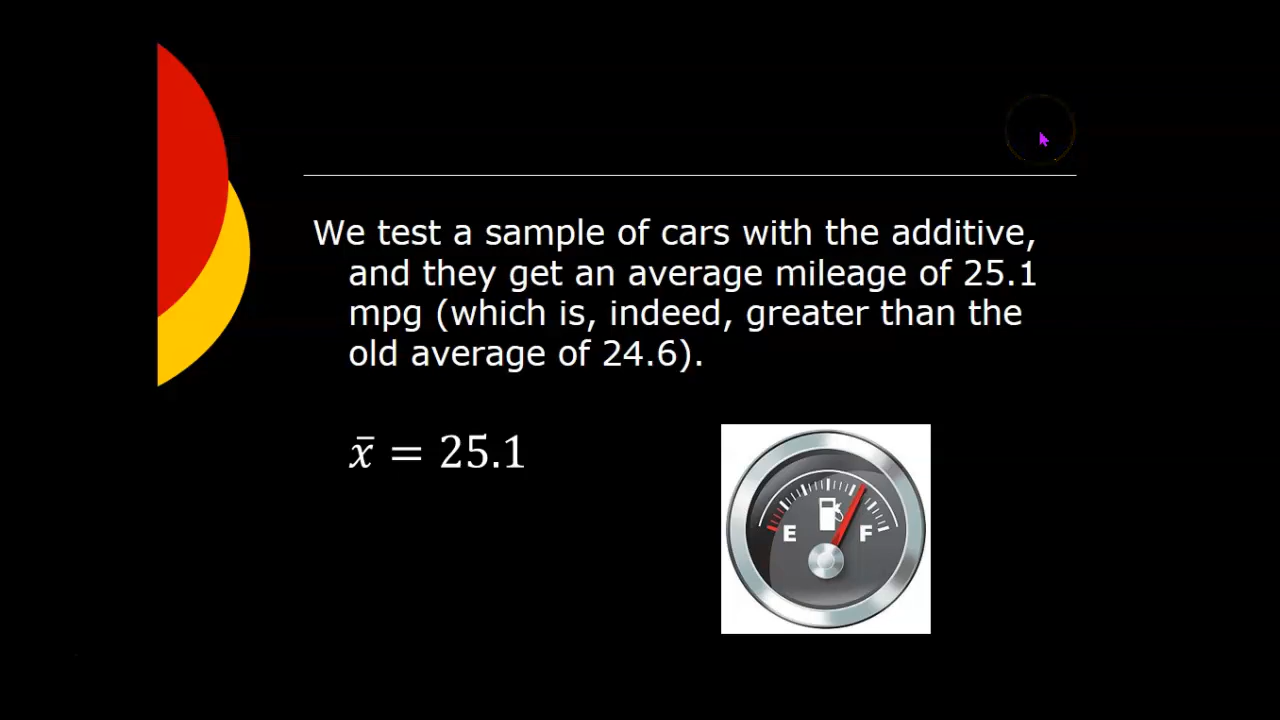 We test a sample of cars with the additive,
and they get an average mileage of 25.1
mpg (which is, indeed, greater than the
old average of 24.6).
x̄ = 25.1
E F